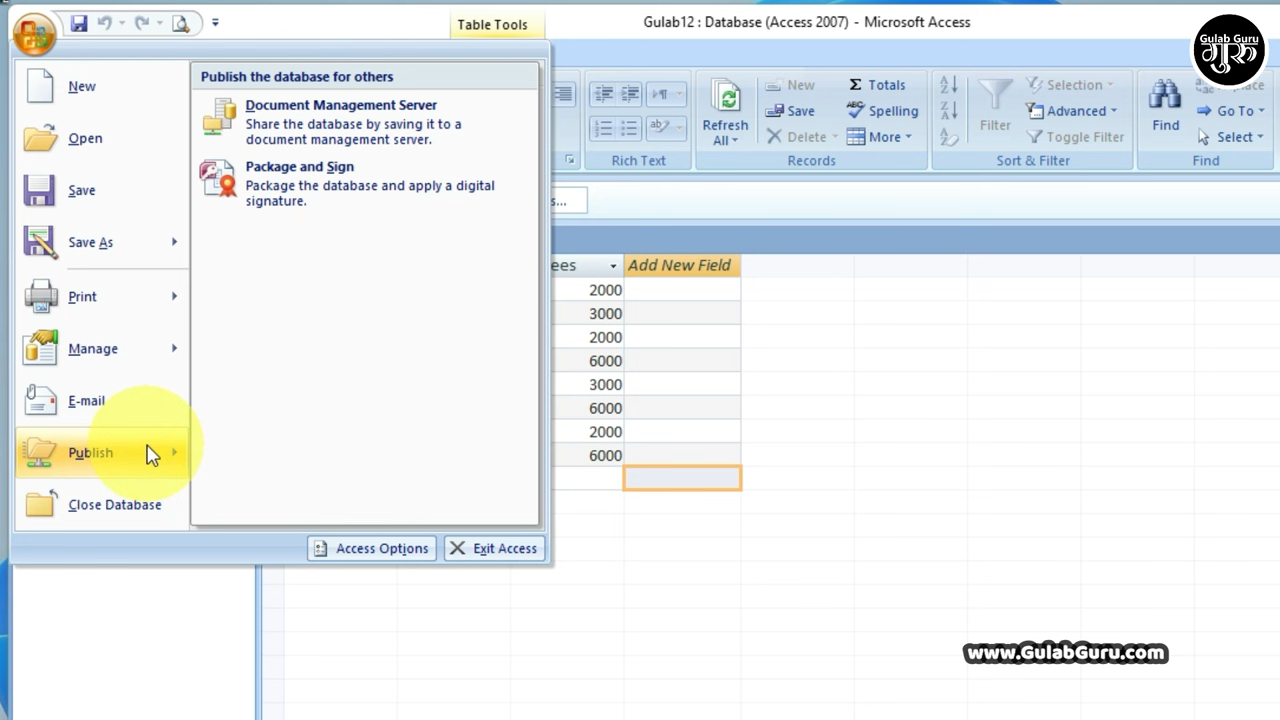 Table Tools
Gulab12 : Database (Access 2007) - Microsoft Access
Gulab Guru
गुरु
New
Open
Save
Save As
Print
Manage
E-mail
Publish
Close Database
Publish the database for others
Document Management Server
Share the database by saving it to a
document management server.
Package and Sign
Package the database and apply a digital
signature.
Access Options
Exit Access
Rich Text
Refresh
All
New
Save
Delete
Totals
Spelling
More
Records
Filter
Selection
Advanced
Toggle Filter
Sort & Filter
Find
Go To
Select
Find
s...
ees
Add New Field
2000
3000
2000
6000
3000
6000
2000
6000
www.GulabGuru.com